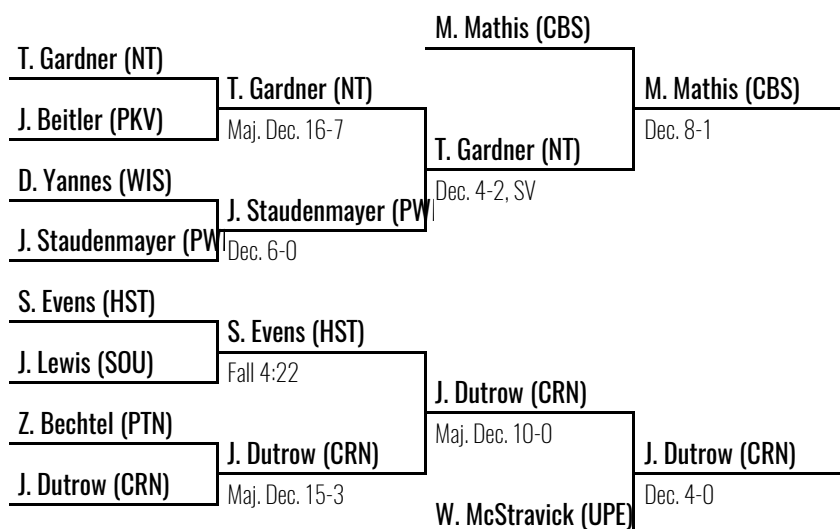 M. Mathis (CBS)
T. Gardner (NT)
T. Gardner (NT)
M. Mathis (CBS)
J. Beitler (PKV)
Maj. Dec. 16-7
Dec. 8-1
T. Gardner (NT)
D. Yannes (WIS)
Dec. 4-2, SV
J. Staudenmayer (PW
J. Staudenmayer (PW
Dec. 6-0
S. Evens (HST)
S. Evens (HST)
J. Lewis (SOU)
Fall 4:22
J. Dutrow (CRN)
Z. Bechtel (PTN)
Maj. Dec. 10-0
J. Dutrow (CRN)
J. Dutrow (CRN)
J. Dutrow (CRN)
Maj. Dec. 15-3
Dec. 4-0
W. McStravick (UPE)